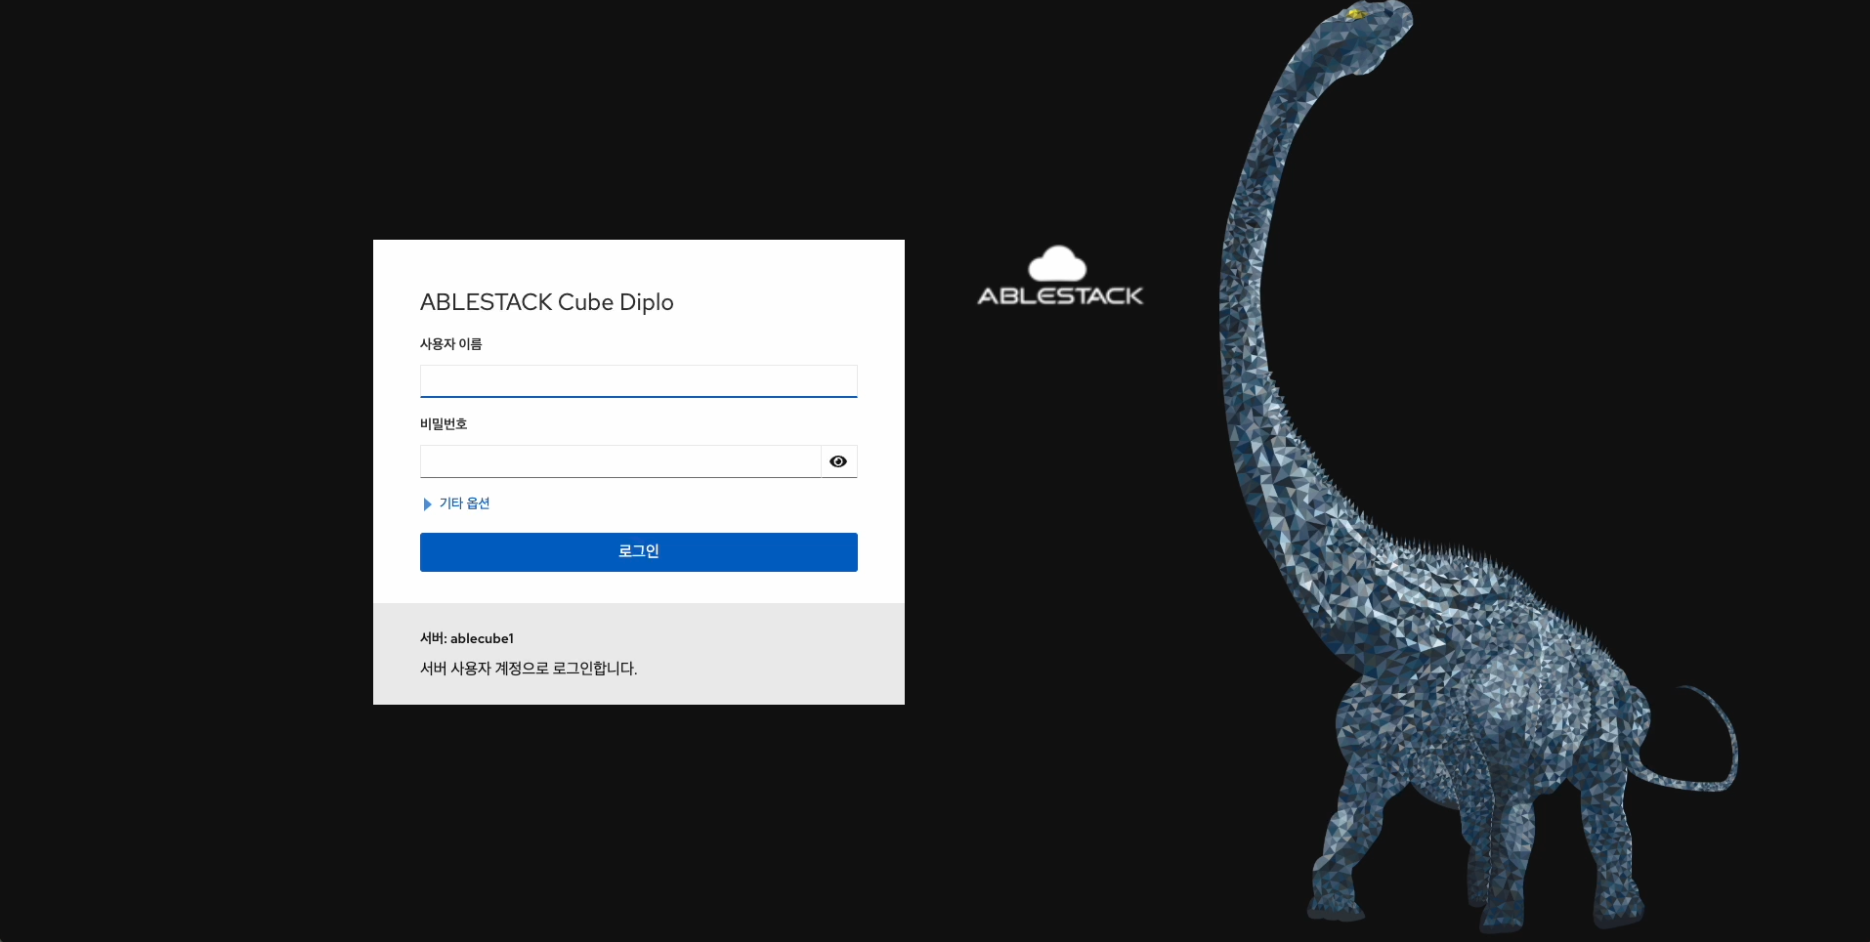 ABLESTACK Cube Diplo
사용자 이름
비밀번호
기타 옵션
로그인
서버: ablecube1
서버 사용자 계정으로 로그인합니다.
ABLESTACK